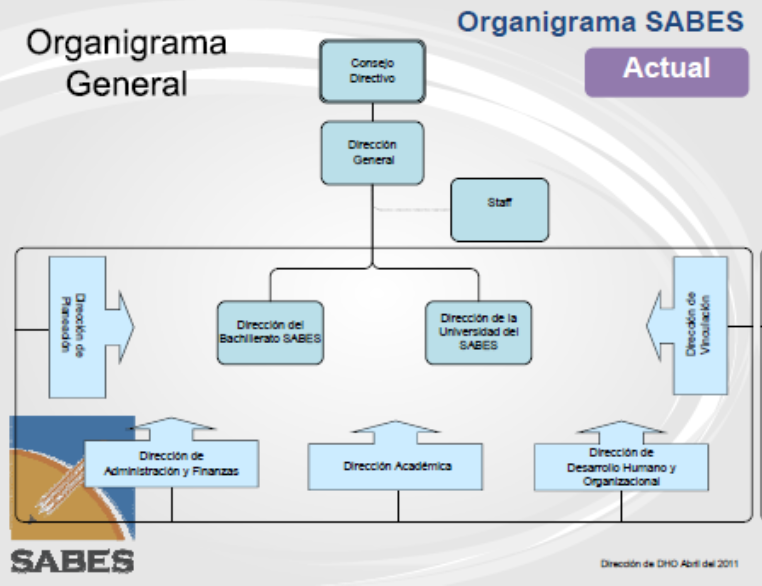 Organigrama
General
Organigrama SABES
Actual
Consejo
Directivo
Dirección
General
Staff
Dirección de
Planeación
Dirección del
Bachillerato SABES
Dirección de la
Universidad del
SABES
Dirección de
Vinculación
Dirección de
Administración y Finanzas
Dirección Académica
Dirección de
Desarrollo Humano y
Organizacional
SABES
Dirección de DHO Abril del 2011